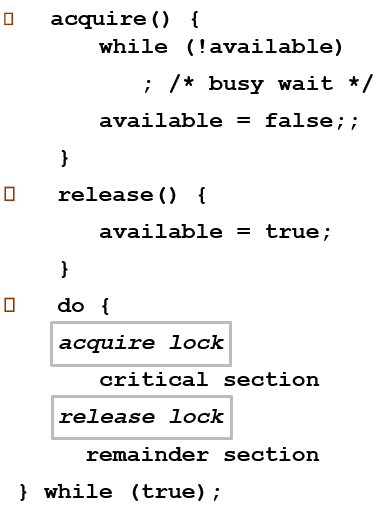 acquire() {
while (!available)
; /* busy wait */
available = false;;
}
release() {
available = true;
}
do {
acquire lock
critical section
release lock
remainder section
} while (true);